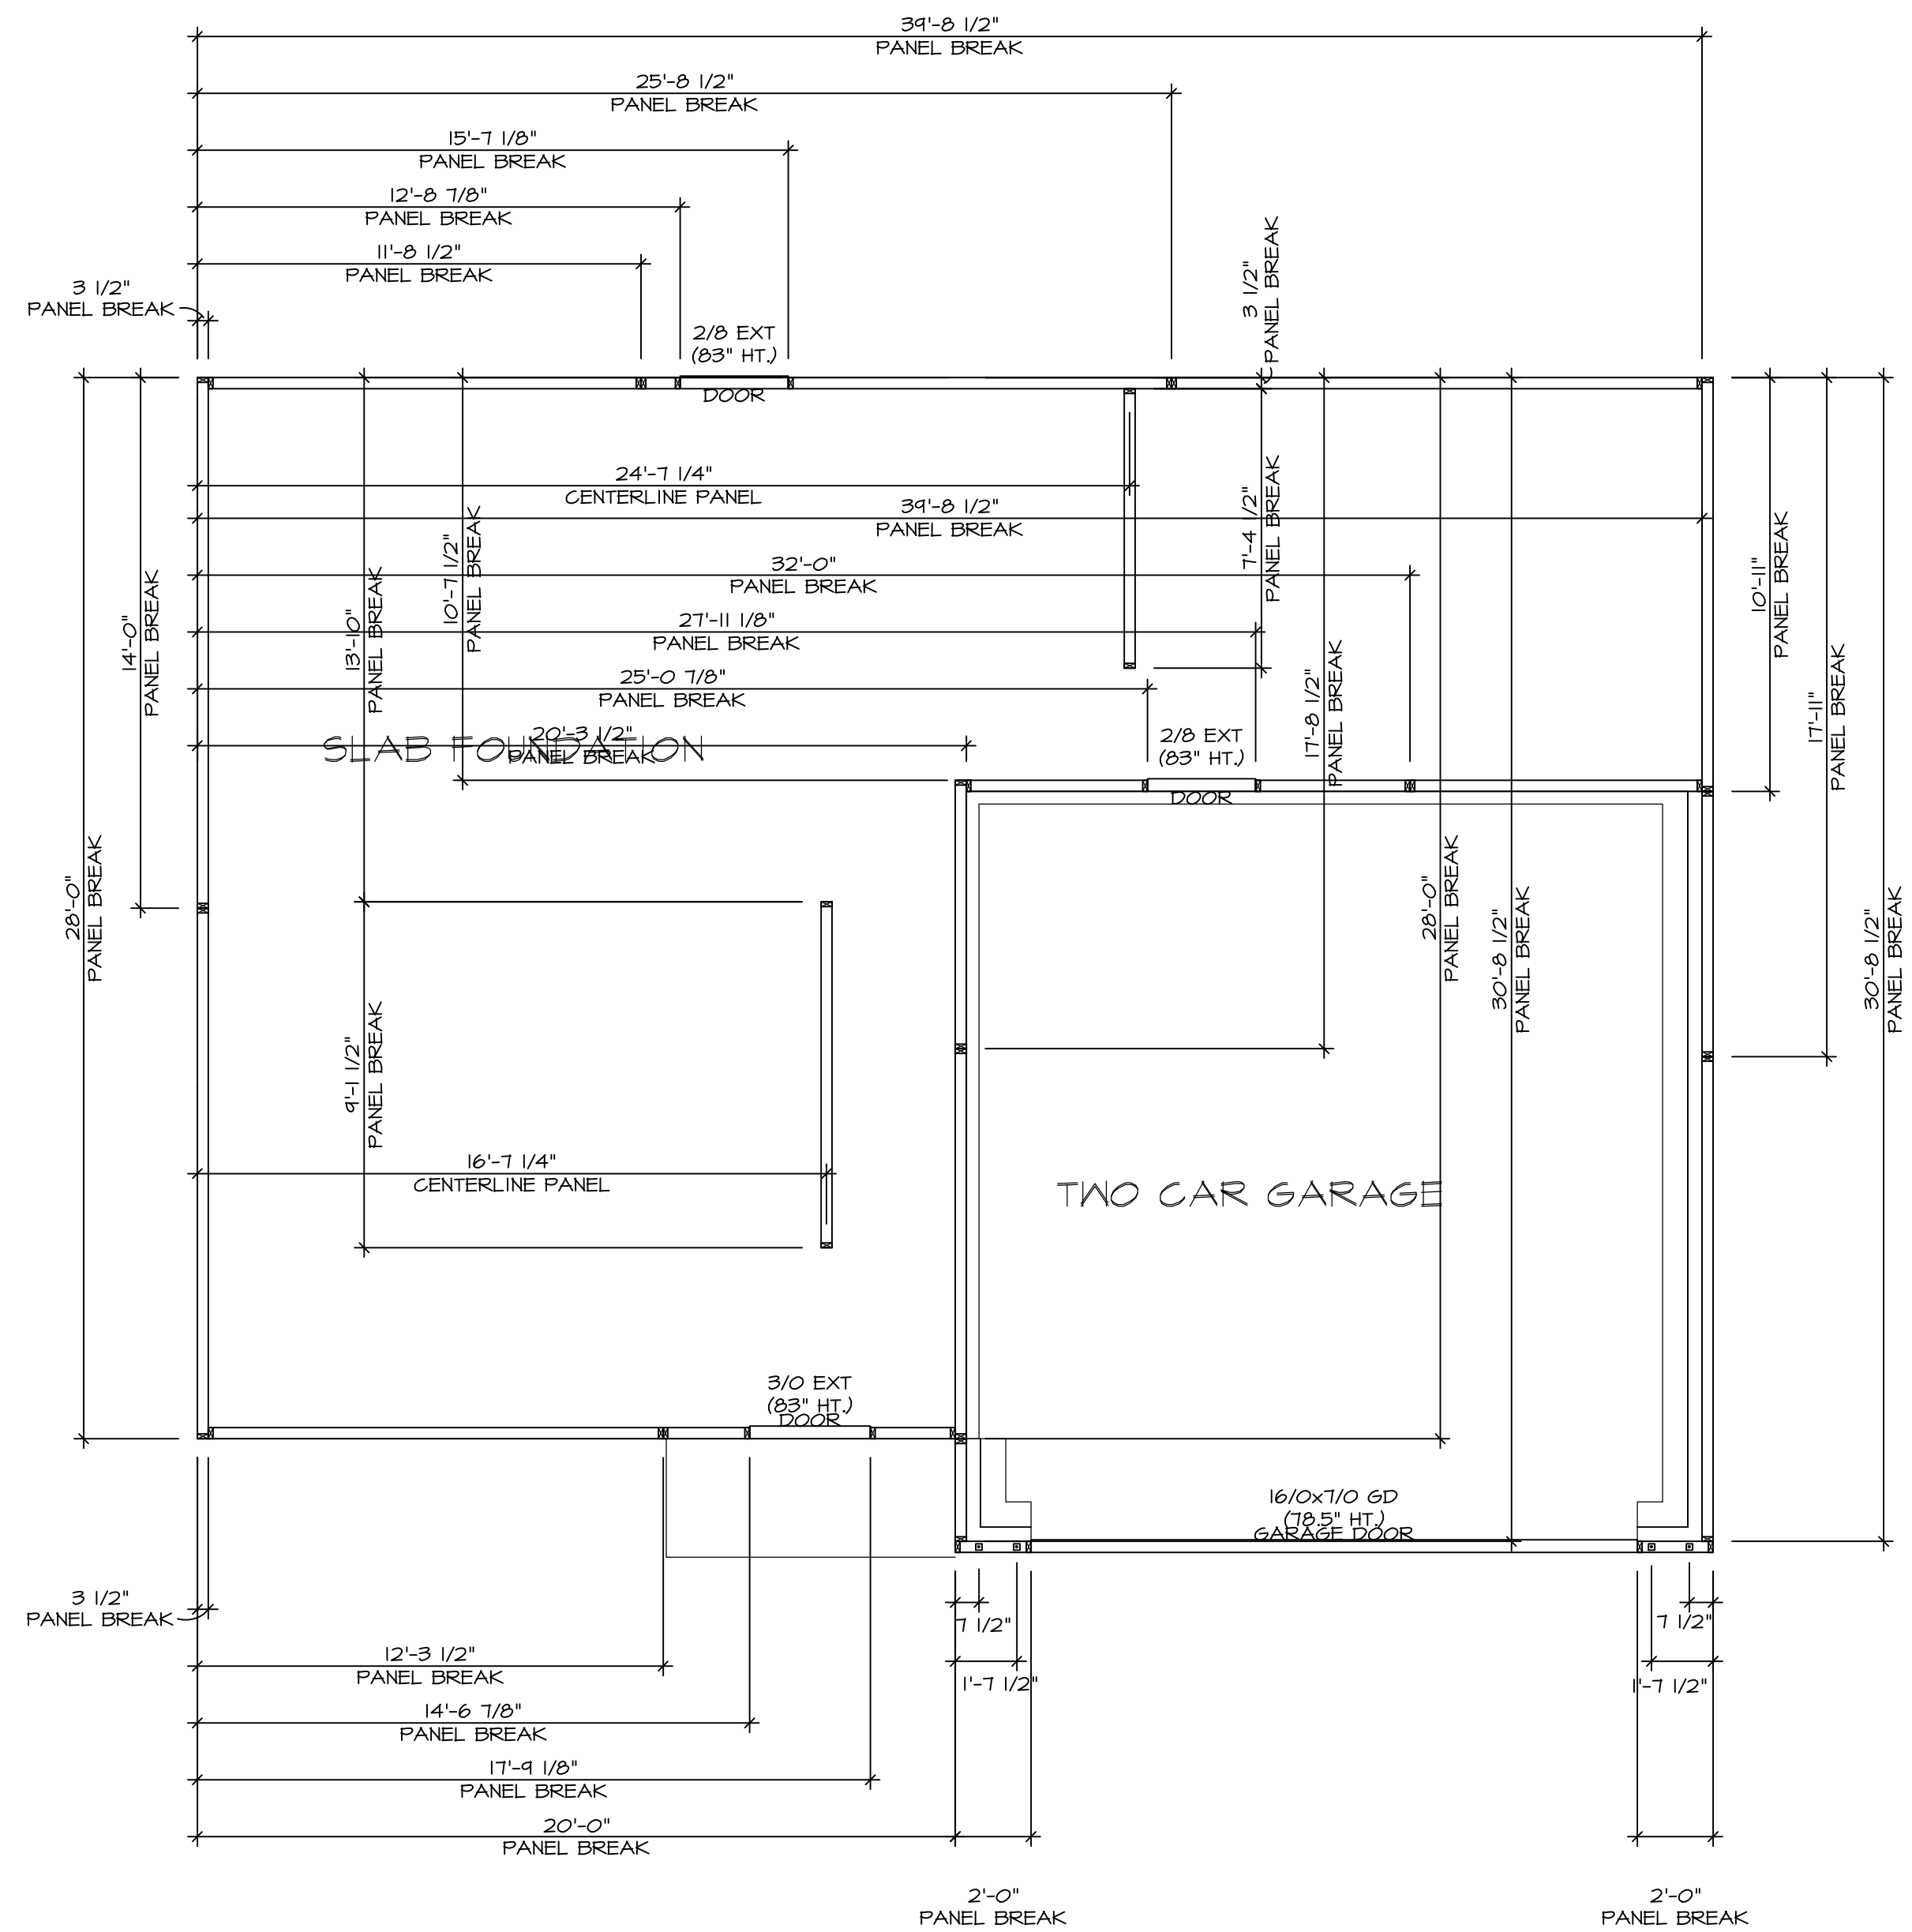 39'-8 1/2"
PANEL BREAK
25'-8 1/2"
PANEL BREAK
15'-7 1/8"
PANEL BREAK
12'-8 7/8"
PANEL BREAK
11'-8 1/2"
PANEL BREAK
3 1/2"
PANEL BREAK
3 1/2"
PANEL BREAK
2/8 EXT
(83" HT.)
DOOR
24'-7 1/4"
CENTERLINE PANEL
39'-8 1/2"
PANEL BREAK
32'-0"
PANEL BREAK
27'-11 1/8"
PANEL BREAK
25'-0 7/8"
PANEL BREAK
20'-3 1/2"
PANEL BREAK
SLAB FOUNDATION
14'-0"
PANEL BREAK
13'-10"
PANEL BREAK
10'-7 1/2"
PANEL BREAK
7'-4 1/2"
PANEL BREAK
17'-8 1/2"
PANEL BREAK
10'-11"
PANEL BREAK
17'-11"
PANEL BREAK
2/8 EXT
(83" HT.)
DOOR
28'-0"
PANEL BREAK
28'-0"
PANEL BREAK
30'-8 1/2"
PANEL BREAK
30'-8 1/2"
PANEL BREAK
9'-1 1/2"
PANEL BREAK
16'-7 1/4"
CENTERLINE PANEL
TWO CAR GARAGE
3/0 EXT
(83" HT.)
DOOR
16/0x7/0 GD
(78.5" HT.)
GARAGE DOOR
3 1/2"
PANEL BREAK
7 1/2"
7 1/2"
12'-3 1/2"
PANEL BREAK
1'-7 1/2"
1'-7 1/2"
14'-6 7/8"
PANEL BREAK
17'-9 1/8"
PANEL BREAK
20'-0"
PANEL BREAK
2'-0"
PANEL BREAK
2'-0"
PANEL BREAK